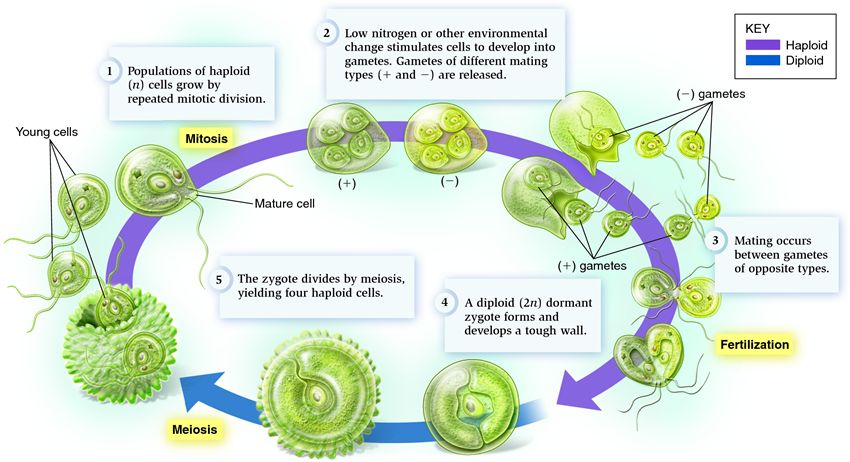 KEY
Haploid
Diploid
1 Populations of haploid
(n) cells grow by
repeated mitotic division.
2 Low nitrogen or other environmental
change stimulates cells to develop into
gametes. Gametes of different mating
types (+ and −) are released.
Young cells
Mitosis
Mature cell
(+)
(−)
(−) gametes
(+) gametes
3 Mating occurs
between gametes
of opposite types.
Fertilization
4 A diploid (2n) dormant
zygote forms and
develops a tough wall.
5 The zygote divides by meiosis,
yielding four haploid cells.
Meiosis